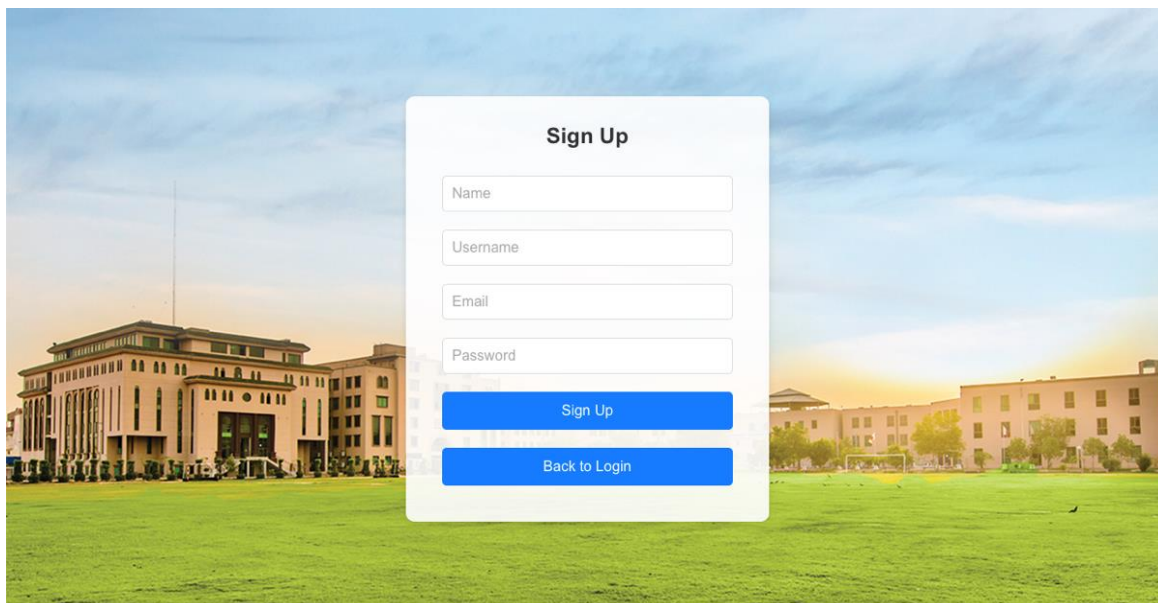 Sign Up
Name
Username
Email
Password
Sign Up
Back to Login